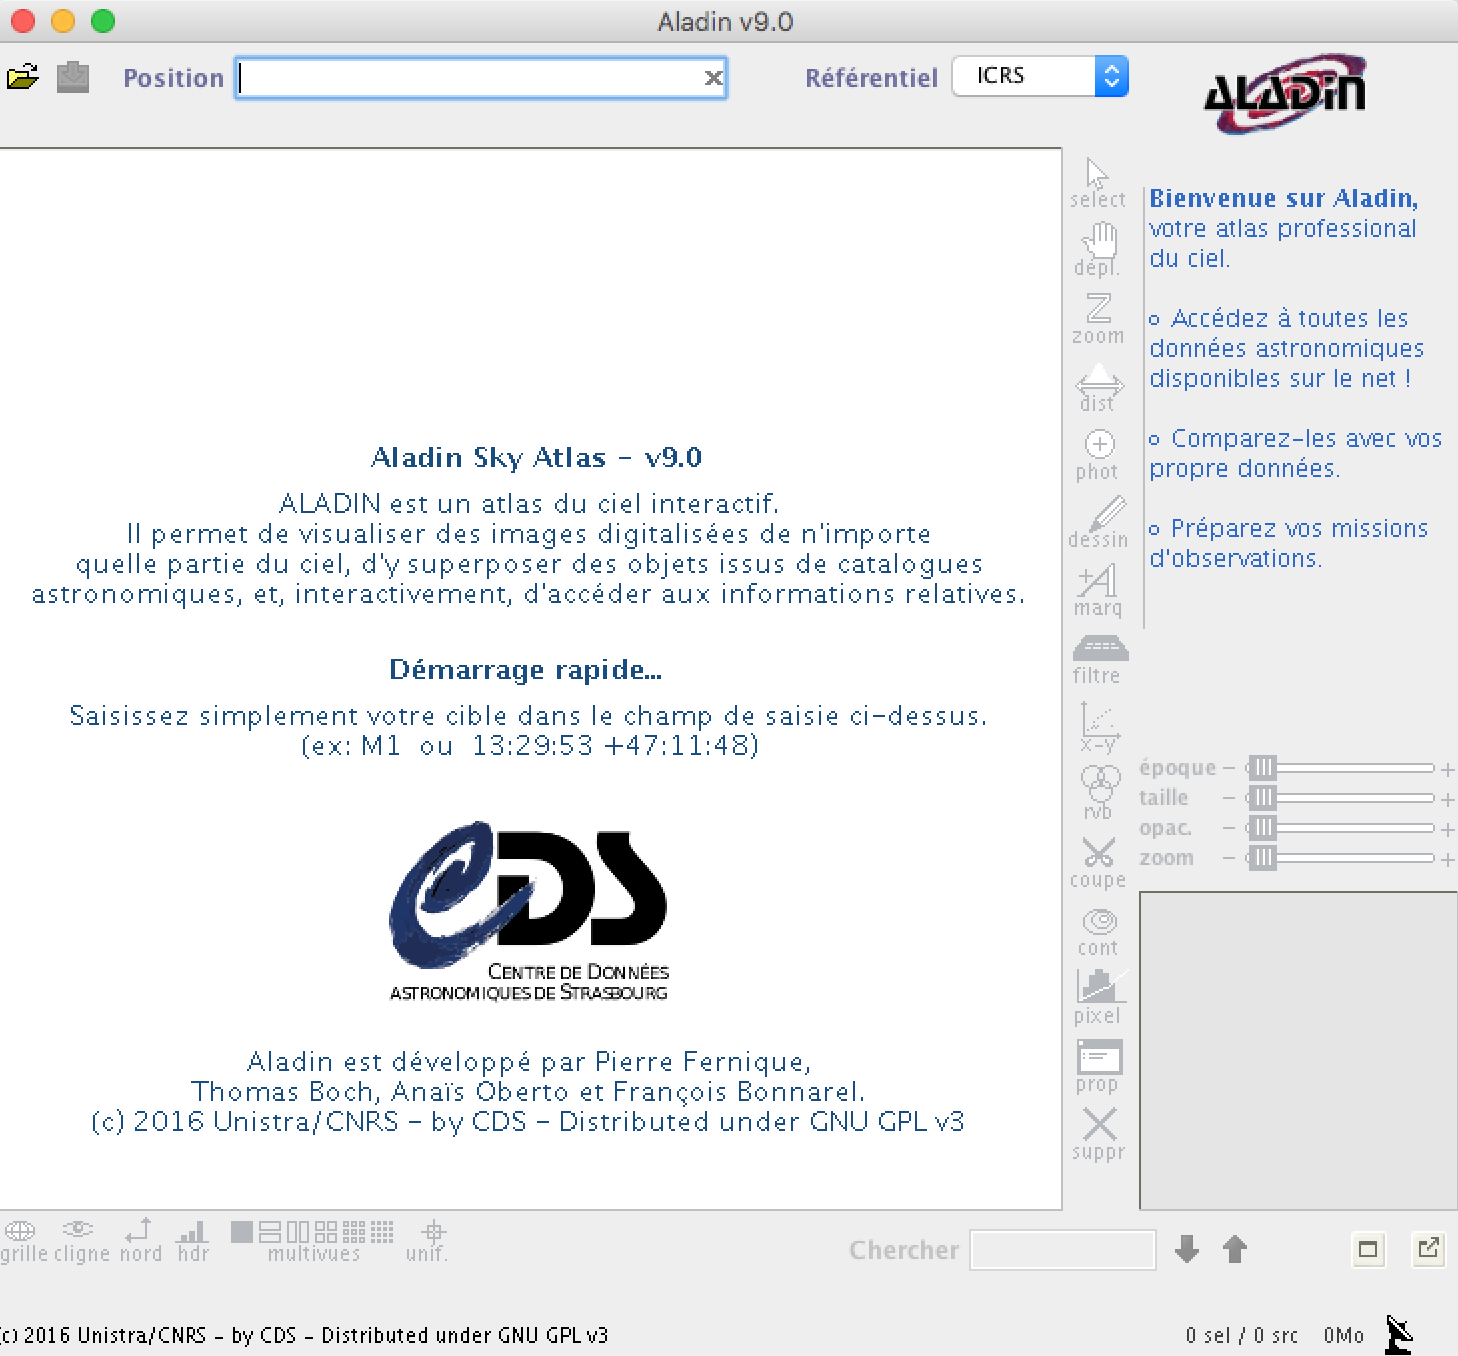 Aladin v9.0
Position
Référentiel ICRS
ALADIN
select
dépl.
zoom
dist
phot
dessin
marq
filtre
x-y
rvb
coupe
cont
pixel
prop
suppr
Bienvenue sur Aladin,
votre atlas professional
du ciel.
o Accédez à toutes les
données astronomiques
disponibles sur le net !
o Comparez-les avec vos
propre données.
o Préparez vos missions
d'observations.
Aladin Sky Atlas - v9.0
ALADIN est un atlas du ciel interactif.
Il permet de visualiser des images digitalisées de n'importe
quelle partie du ciel, d'y superposer des objets issus de catalogues
astronomiques, et, interactivement, d'accéder aux informations relatives.
Démarrage rapide...
Saisissez simplement votre cible dans le champ de saisie ci-dessus.
(ex: M1 ou 13:29:53 +47:11:48)
CDS
CENTRE DE DONNÉES
ASTRONOMIQUES DE STRASBOURG
Aladin est développé par Pierre Fernique,
Thomas Boch, Anaïs Oberto et François Bonnarel.
(c) 2016 Unistra/CNRS - by CDS - Distributed under GNU GPL v3
époque - +
taille - +
opac. - +
zoom - +
grille cligne nord hdr multivues unif.
Chercher
(c) 2016 Unistra/CNRS - by CDS - Distributed under GNU GPL v3
0 sel / 0 src 0Mo